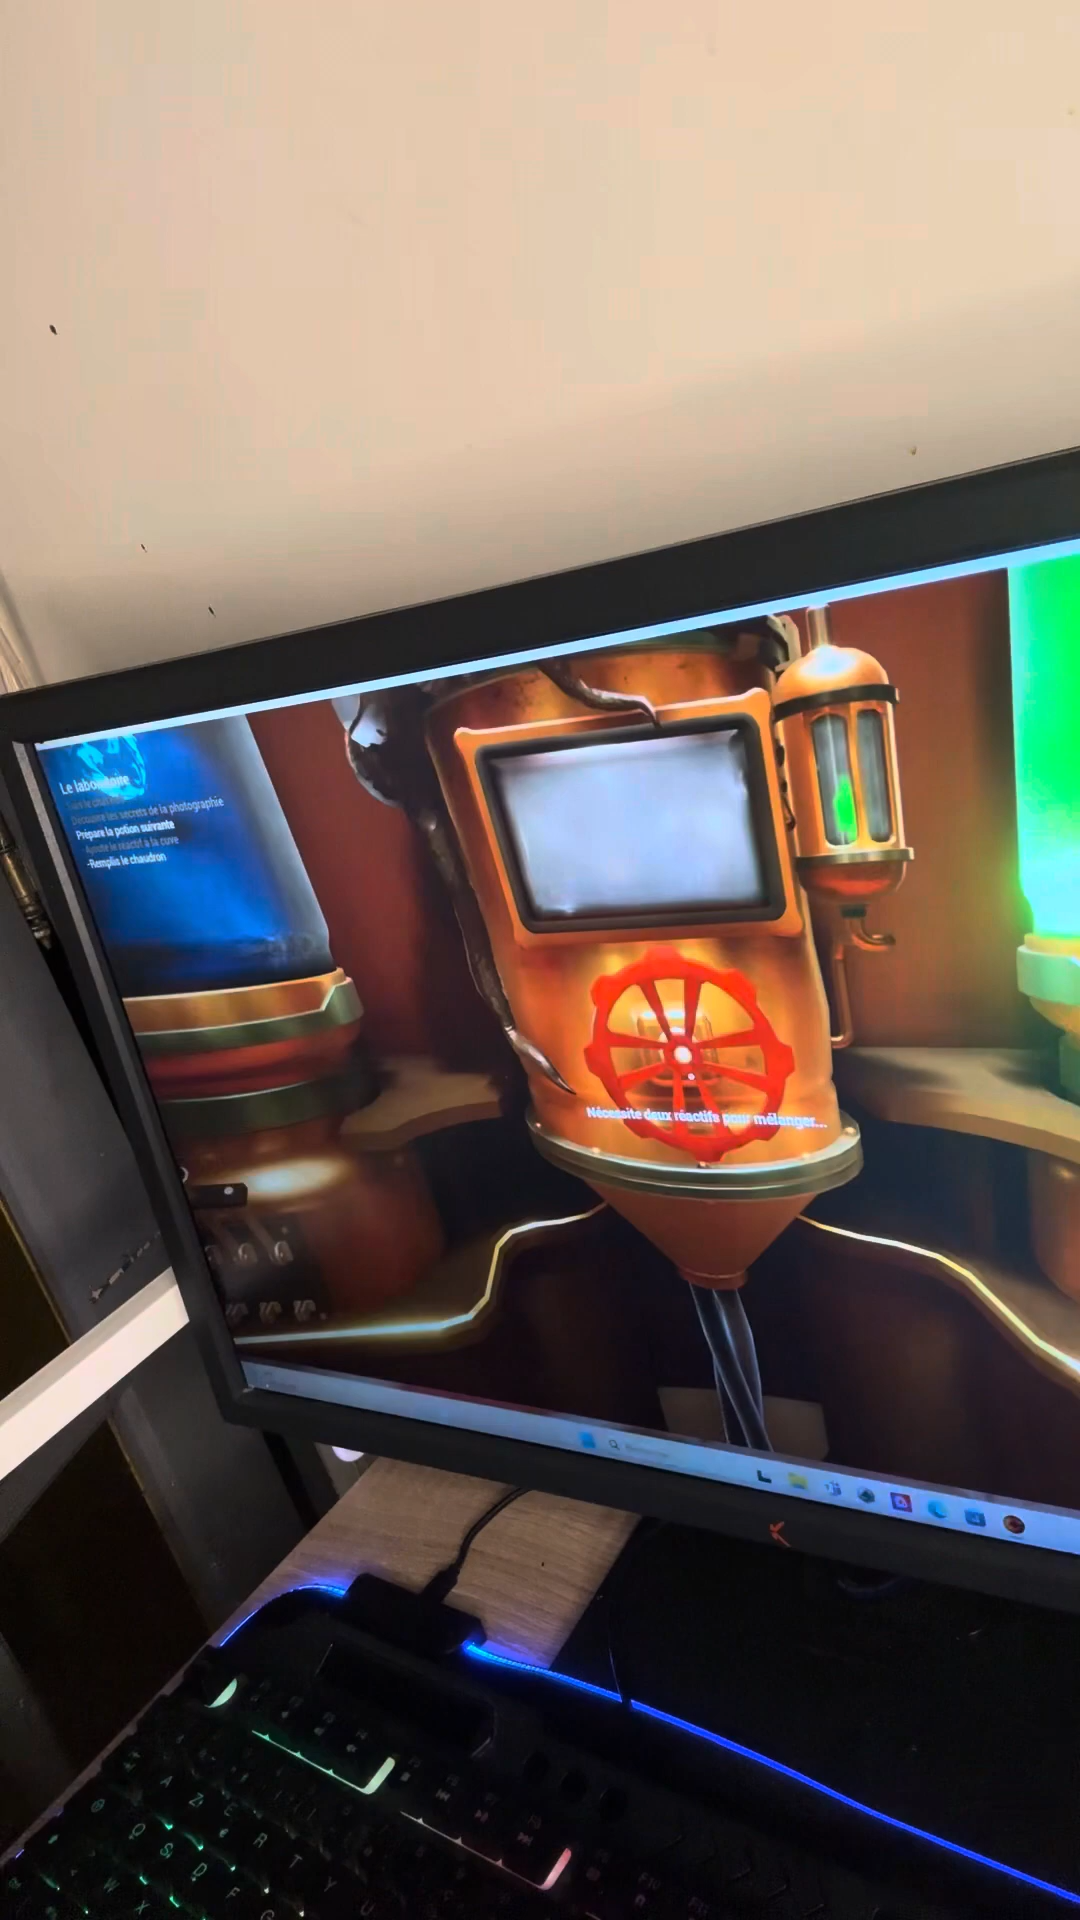 Le laboratoire
Découvre les secrets de la photographie
Prépare la potion suivante
-Ajoute le réactif à la cuve
-Remplis le chaudron
Nécessite deux réactifs pour mélanger...
A
Z
E
R
T
Y
U
Q
S
D
F
G
W
X